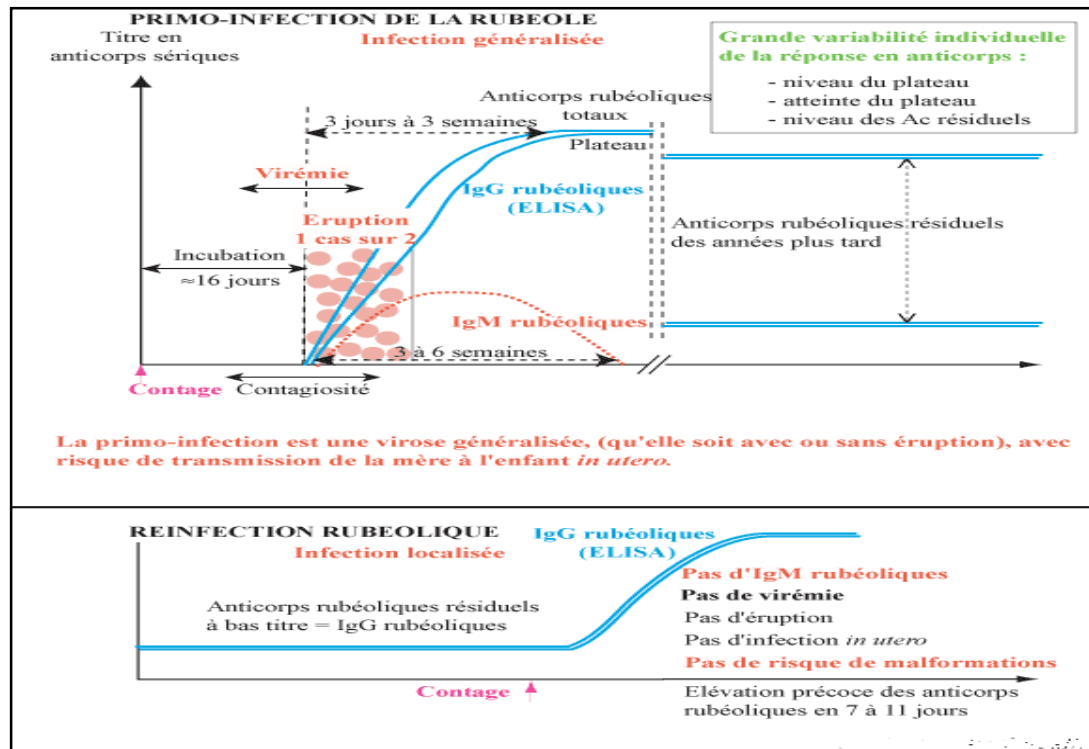 PRIMO-INFECTION DE LA RUBEOLE
Titre en
anticorps sériques
Infection généralisée
Grande variabilité individuelle
de la réponse en anticorps :
- niveau du plateau
- atteinte du plateau
- niveau des Ac résiduels
Anticorps rubéoliques
totaux
3 jours à 3 semaines
Plateau
Virémie
IgG rubéoliques
(ELISA)
Eruption
1 cas sur 2
Anticorps rubéoliques résiduels
des années plus tard
Incubation
≈16 jours
IgM rubéoliques
3 à 6 semaines
Contage
Contagiosité
La primo-infection est une virose généralisée, (qu'elle soit avec ou sans éruption), avec
risque de transmission de la mère à l'enfant in utero.
REINFECTION RUBEOLIQUE
Infection localisée
IgG rubéoliques
(ELISA)
Anticorps rubéoliques résiduels
à bas titre = IgG rubéoliques
Pas d'IgM rubéoliques
Pas de virémie
Pas d'éruption
Pas d'infection in utero
Pas de risque de malformations
Contage
Elévation précoce des anticorps
rubéoliques en 7 à 11 jours